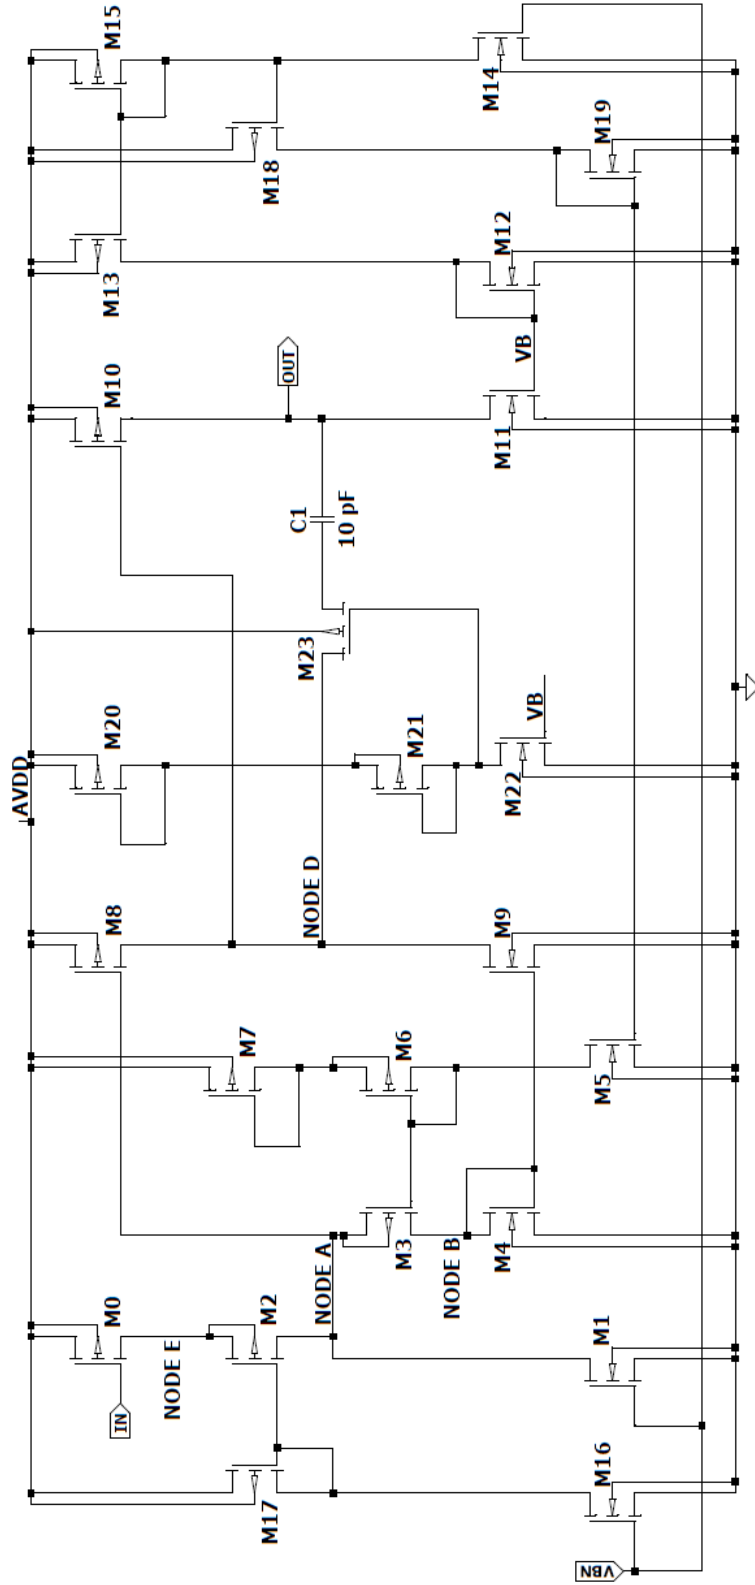 AVDD
M15
M13
M10
M20
M8
M0
M18
M7
M2
M17
IN
NODE E
OUT
C1
10 pF
M23
NODE D
NODE A
M21
M6
M3
NODE B
M14
M12
VB
M11
M22
VB
M9
M4
M19
M5
M1
M16
VBN